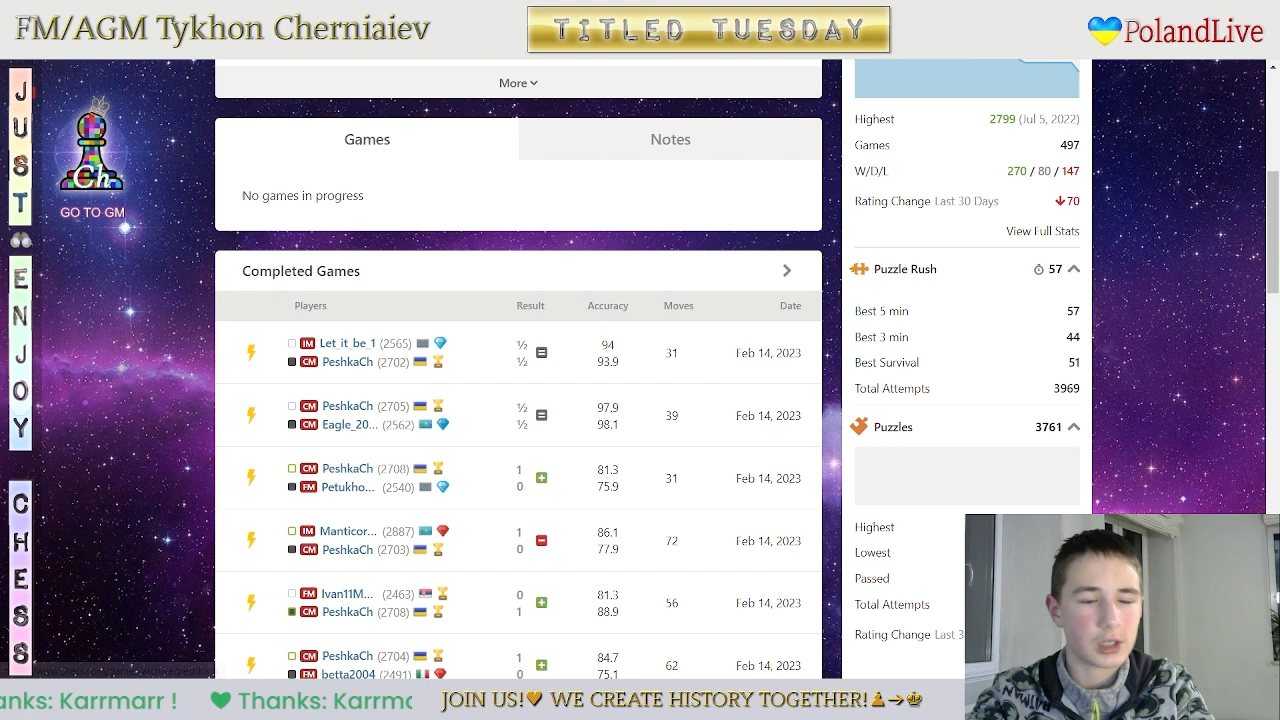 FM/AGM Tykhon Cherniaiev
TITLED TUESDAY
PolandLive
JUST
ENJOY
CHESS
Ch
GO TO GM
More
Games
Notes
No games in progress
Completed Games
Players Result Accuracy Moves Date
IM Let_it_be_1 (2565) ½ 94
CM PeshkaCh (2702) ½ 93.9
31 Feb 14, 2023
CM PeshkaCh (2705) ½ 97.9
CM Eagle_20... (2562) ½ 98.1
39 Feb 14, 2023
CM PeshkaCh (2708) 1 81.3
FM Petukho... (2540) 0 75.9
31 Feb 14, 2023
IM Manticor... (2887) 1 86.1
CM PeshkaCh (2703) 0 77.9
72 Feb 14, 2023
FM Ivan11M... (2463) 0 81.3
CM PeshkaCh (2708) 1 88.9
56 Feb 14, 2023
CM PeshkaCh (2704) 1 84.7
FM betta2004 (2491) 0 75.1
62 Feb 14, 2023
Highest 2799 (Jul 5, 2022)
Games 497
W/D/L 270 / 80 / 147
Rating Change Last 30 Days 70
View Full Stats
Puzzle Rush 57
Best 5 min 57
Best 3 min 44
Best Survival 51
Total Attempts 3969
Puzzles 3761
Highest
Lowest
Passed
Total Attempts
Rating Change Last 3
anks: Karrmarr ! Thanks: Karrma
JOIN US! WE CREATE HISTORY TOGETHER!